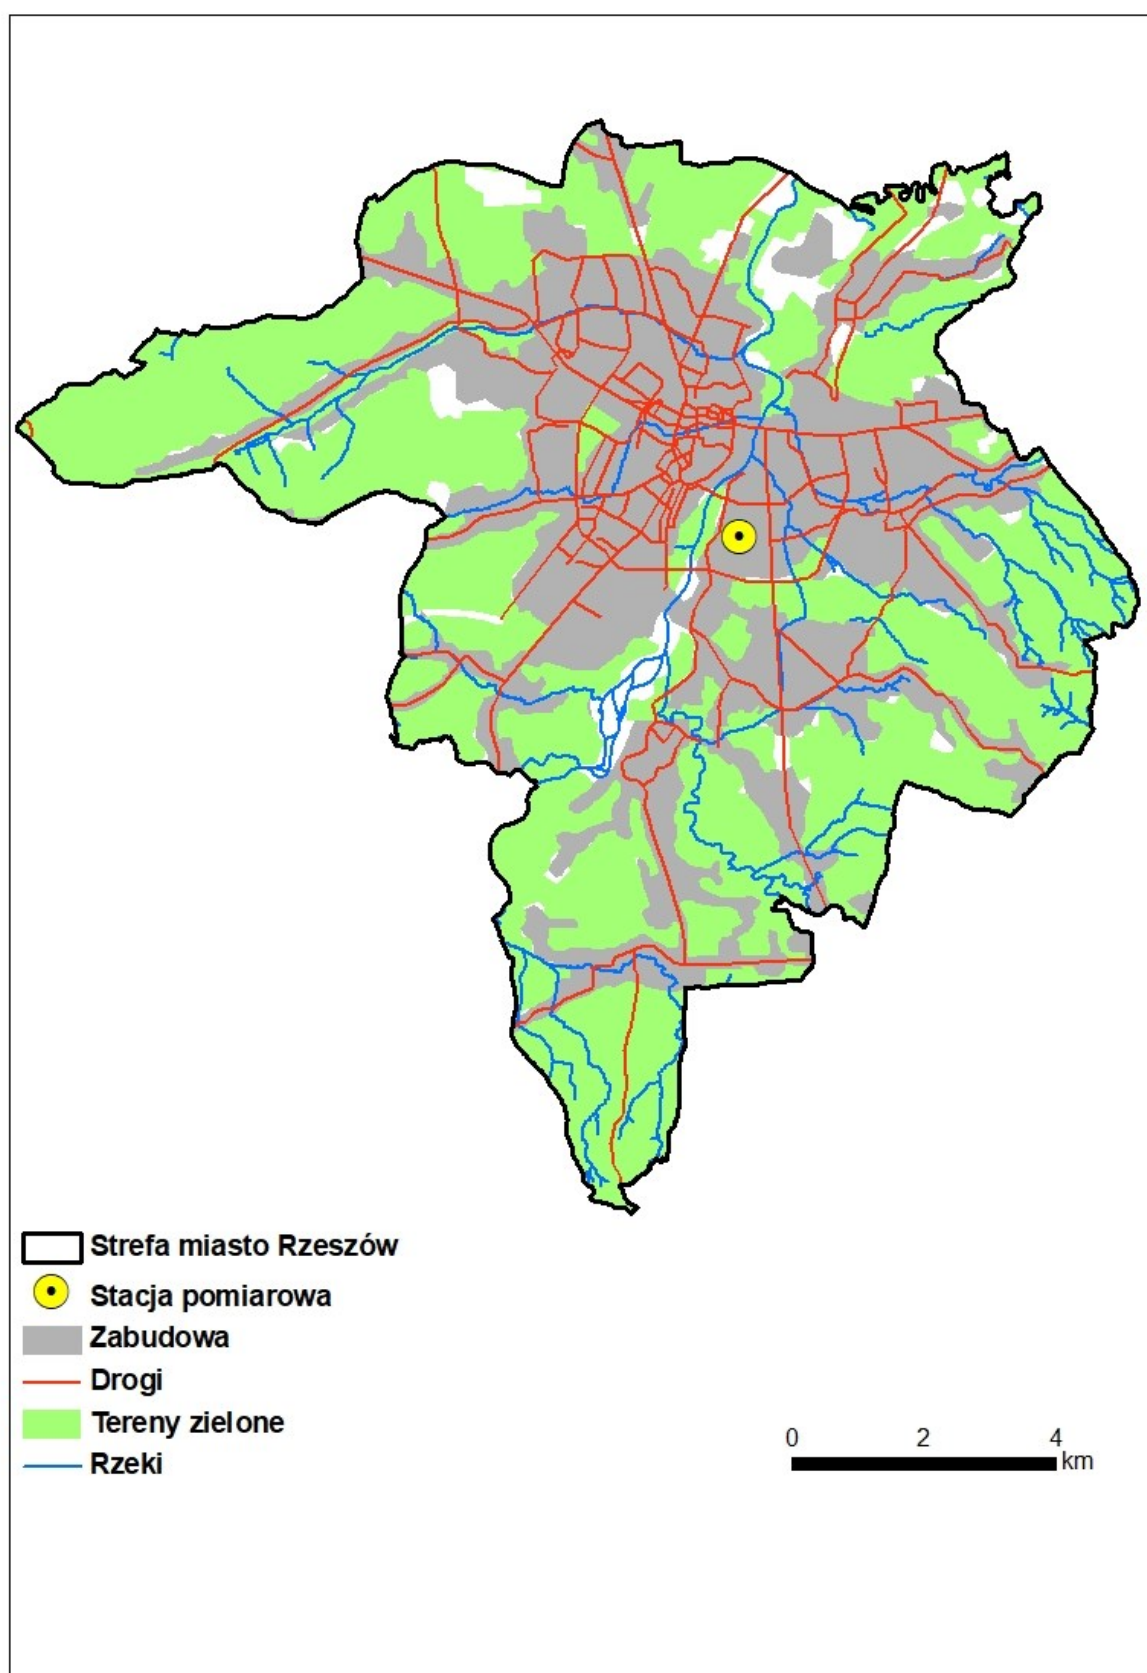 Strefa miasto Rzeszów
Stacja pomiarowa
Zabudowa
Drogi
Tereny zielone
Rzeki
0 2 4
km